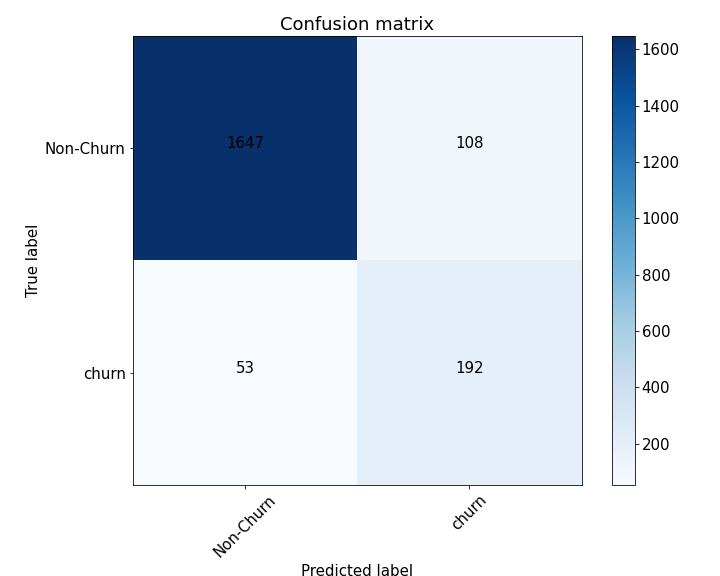 Confusion matrix
1600
1400
1200
1000
800
600
400
200
Non-Churn
1647
108
True label
churn
53
192
Non-Churn
churn
Predicted label